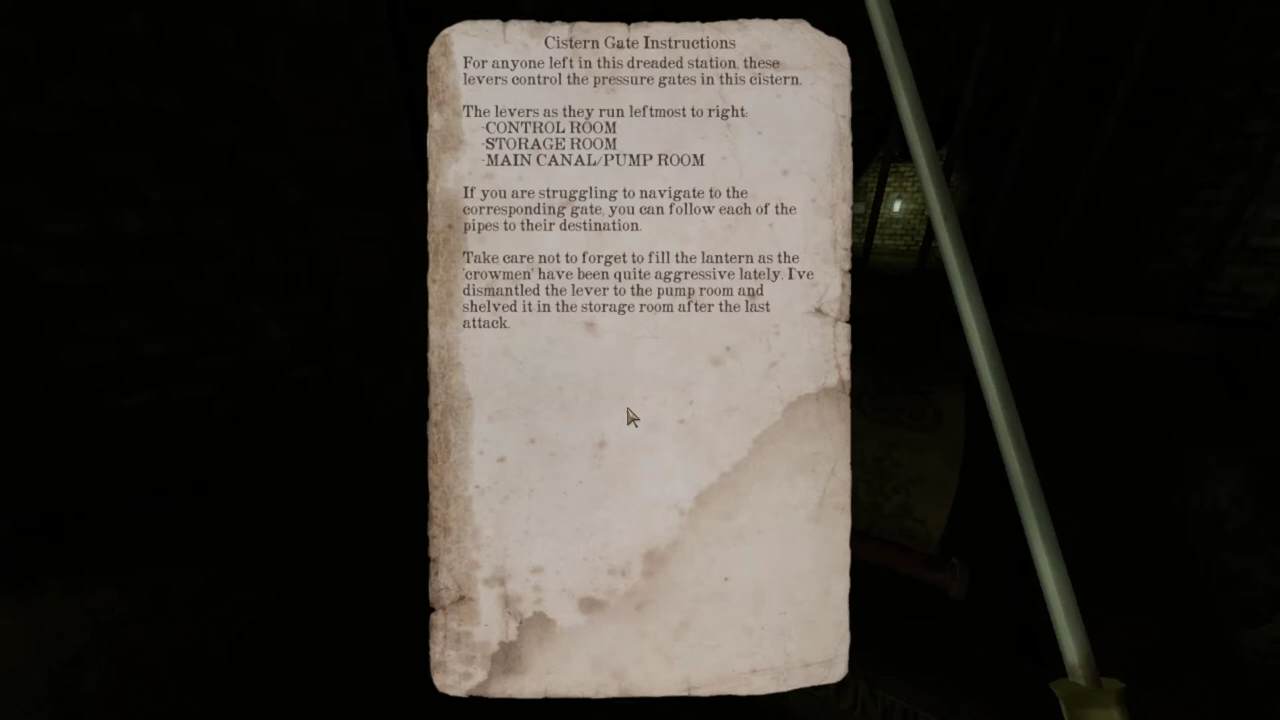 Cistern Gate Instructions
For anyone left in this dreaded station, these
levers control the pressure gates in this cistern.
The levers as they run leftmost to right:
-CONTROL ROOM
-STORAGE ROOM
-MAIN CANAL/PUMP ROOM
If you are struggling to navigate to the
corresponding gate, you can follow each of the
pipes to their destination.
Take care not to forget to fill the lantern as the
'crowmen' have been quite aggressive lately. I've
dismantled the lever to the pump room and
shelved it in the storage room after the last
attack.